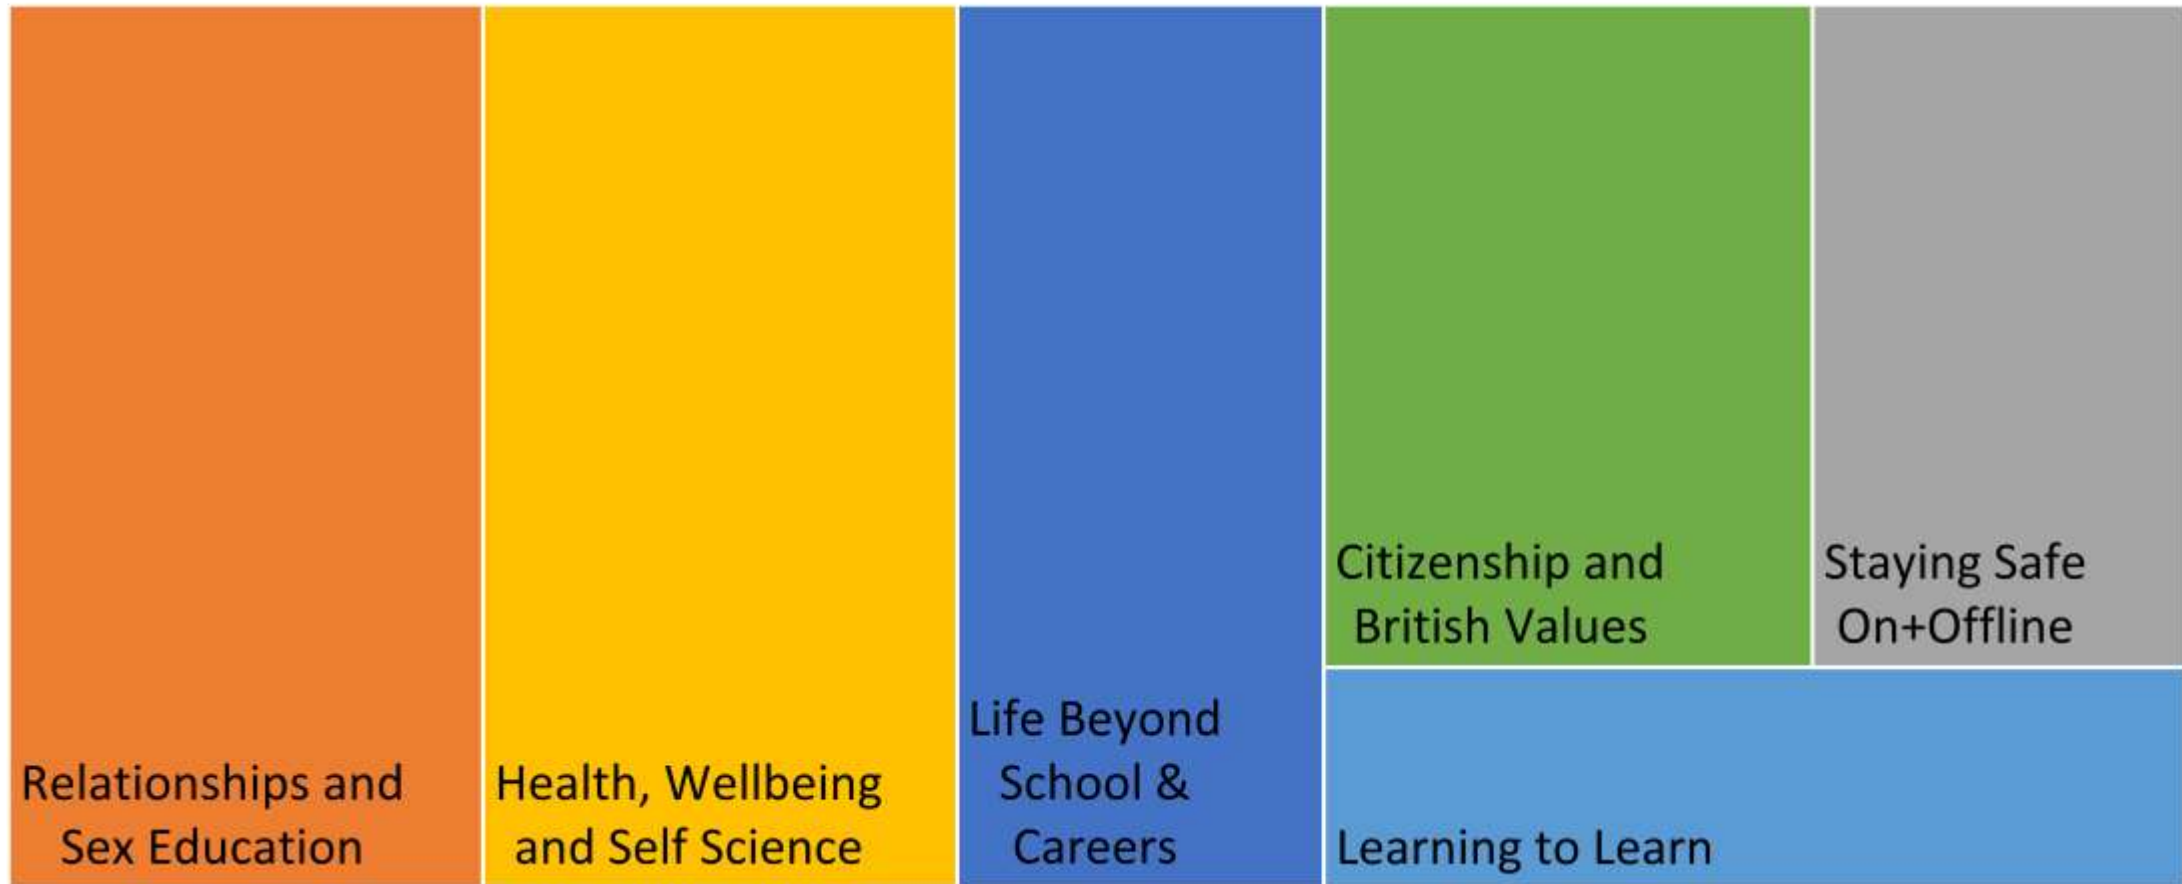 Relationships and
Sex Education
Health, Wellbeing
and Self Science
Life Beyond
School &
Careers
Citizenship and
British Values
Staying Safe
On+Offline
Learning to Learn